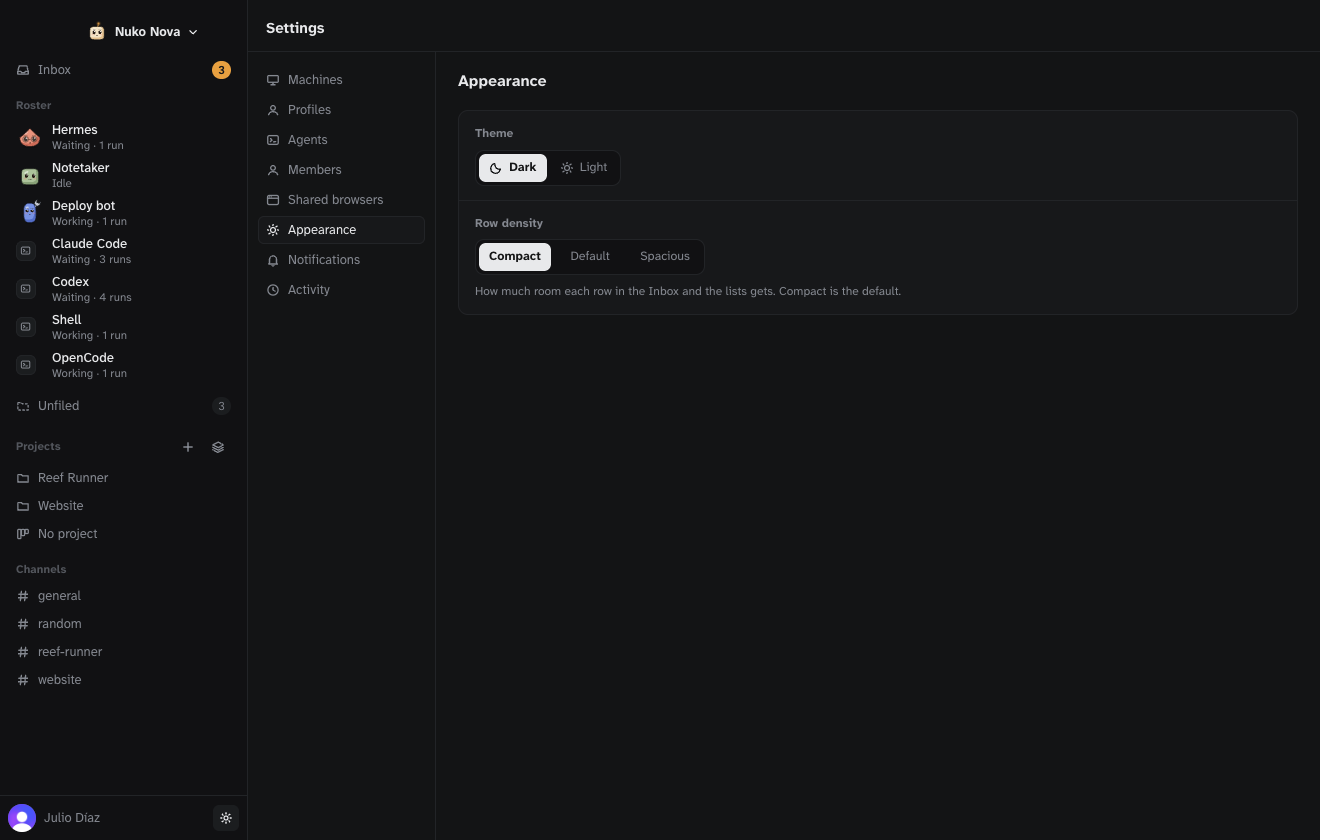 Nuko Nova
Inbox
3
Roster
Hermes
Waiting · 1 run
Notetaker
Idle
Deploy bot
Working · 1 run
Claude Code
Waiting · 3 runs
Codex
Waiting · 4 runs
Shell
Working · 1 run
OpenCode
Working · 1 run
Unfiled
3
Projects
Reef Runner
Website
No project
Channels
general
random
reef-runner
website
Julio Díaz
Settings
Machines
Profiles
Agents
Members
Shared browsers
Appearance
Notifications
Activity
Appearance
Theme
Dark
Light
Row density
Compact
Default
Spacious
How much room each row in the Inbox and the lists gets. Compact is the default.